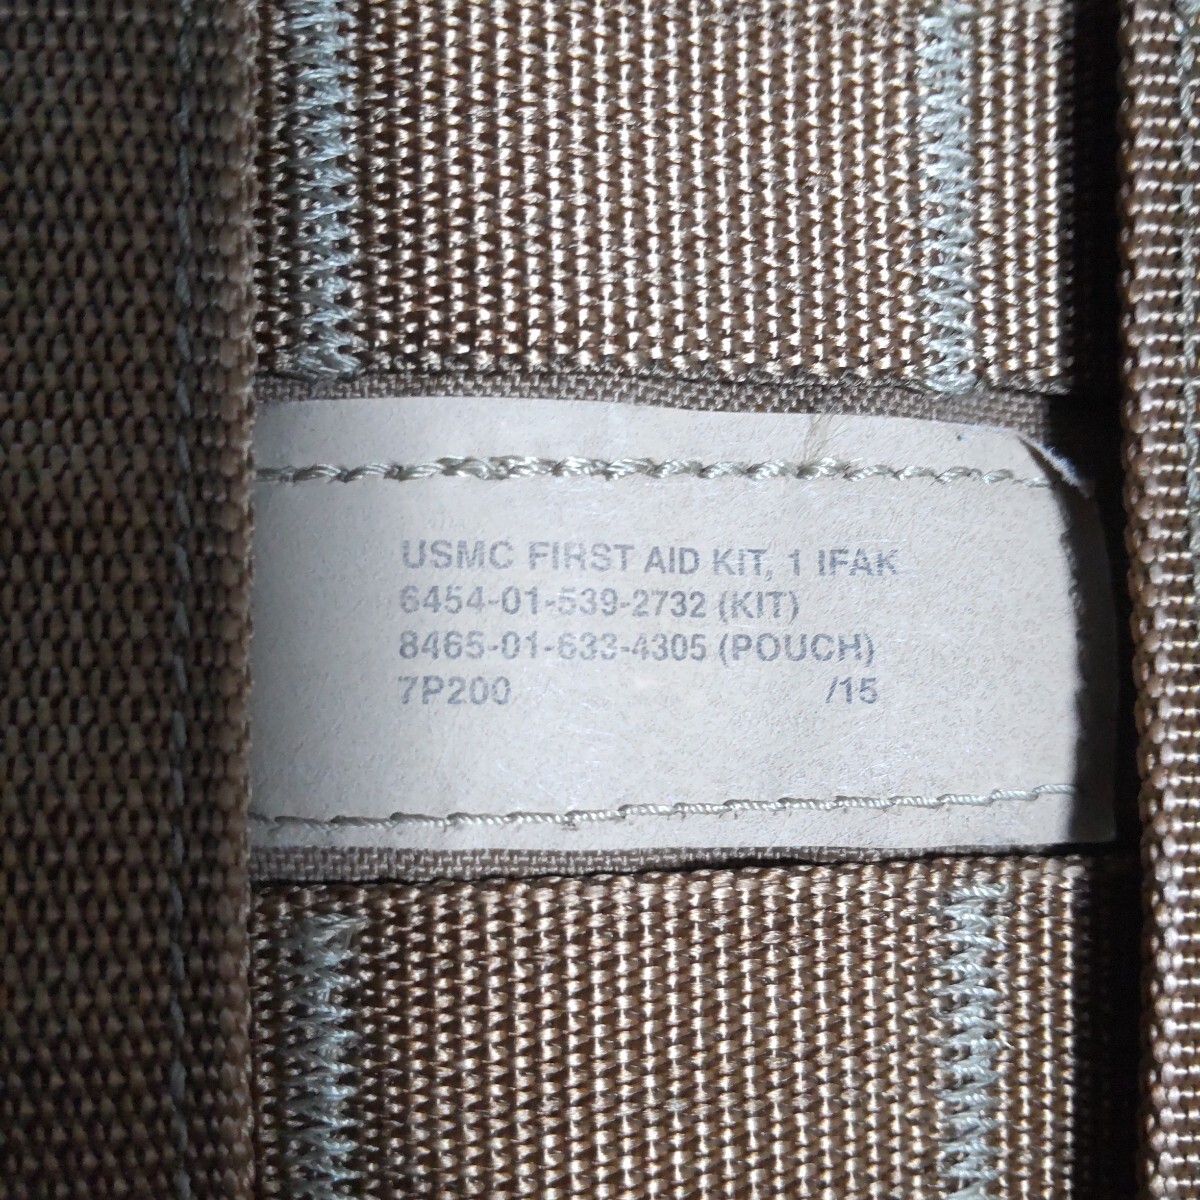 USMC FIRST AID KIT, 1 IFAK
6454-01-539-2732 (KIT)
8465-01-633-4305 (POUCH)
7P200 /15